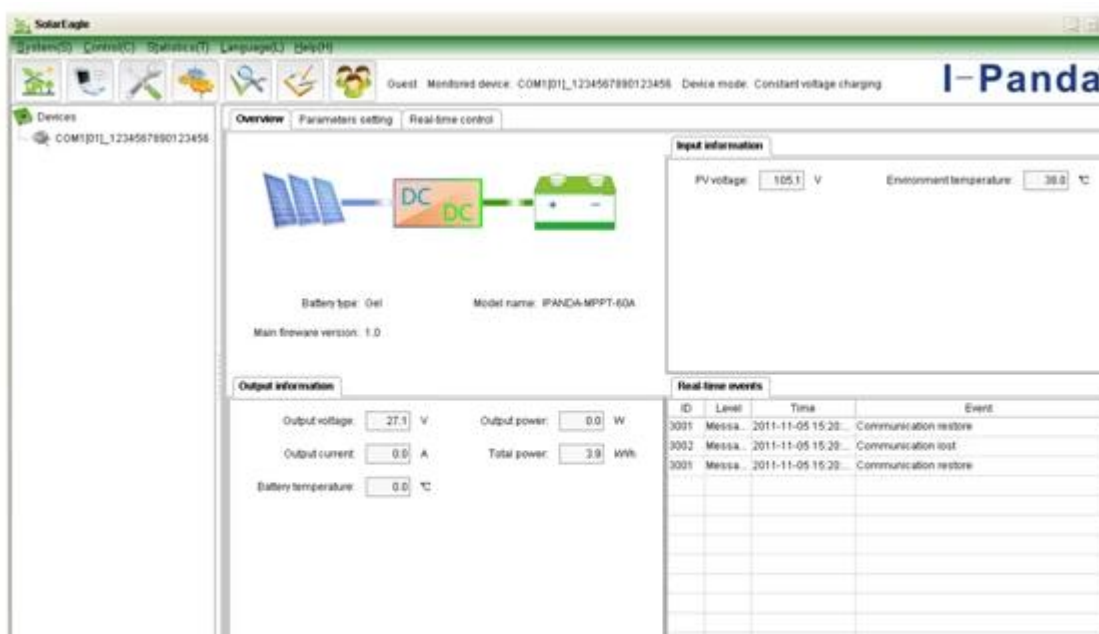 SolarEagle
System(S) Control(C) Statistics(T) Language(L) Help(H)
Guest Monitored device: COM1[01]_1234567890123456 Device mode: Constant voltage charging
I-Panda
Devices
COM1[01]_1234567890123456
Overview Parameters setting Real-time control
DC
DC
+ −
Battery type: Gel Model name: IPANDA-MPPT-60A
Main fireware version: 1.0
Input information
PV voltage: 105.1 V Environment temperature: 38.0 ℃
Output information
Output voltage: 27.1 V Output power: 0.0 W
Output current: 0.0 A Total power: 3.9 kWh
Battery temperature: 0.0 ℃
Real-time events
ID Level Time Event
3001 Messa... 2011-11-05 15:20:... Communication restore
3002 Messa... 2011-11-05 15:20:... Communication lost
3001 Messa... 2011-11-05 15:20:... Communication restore